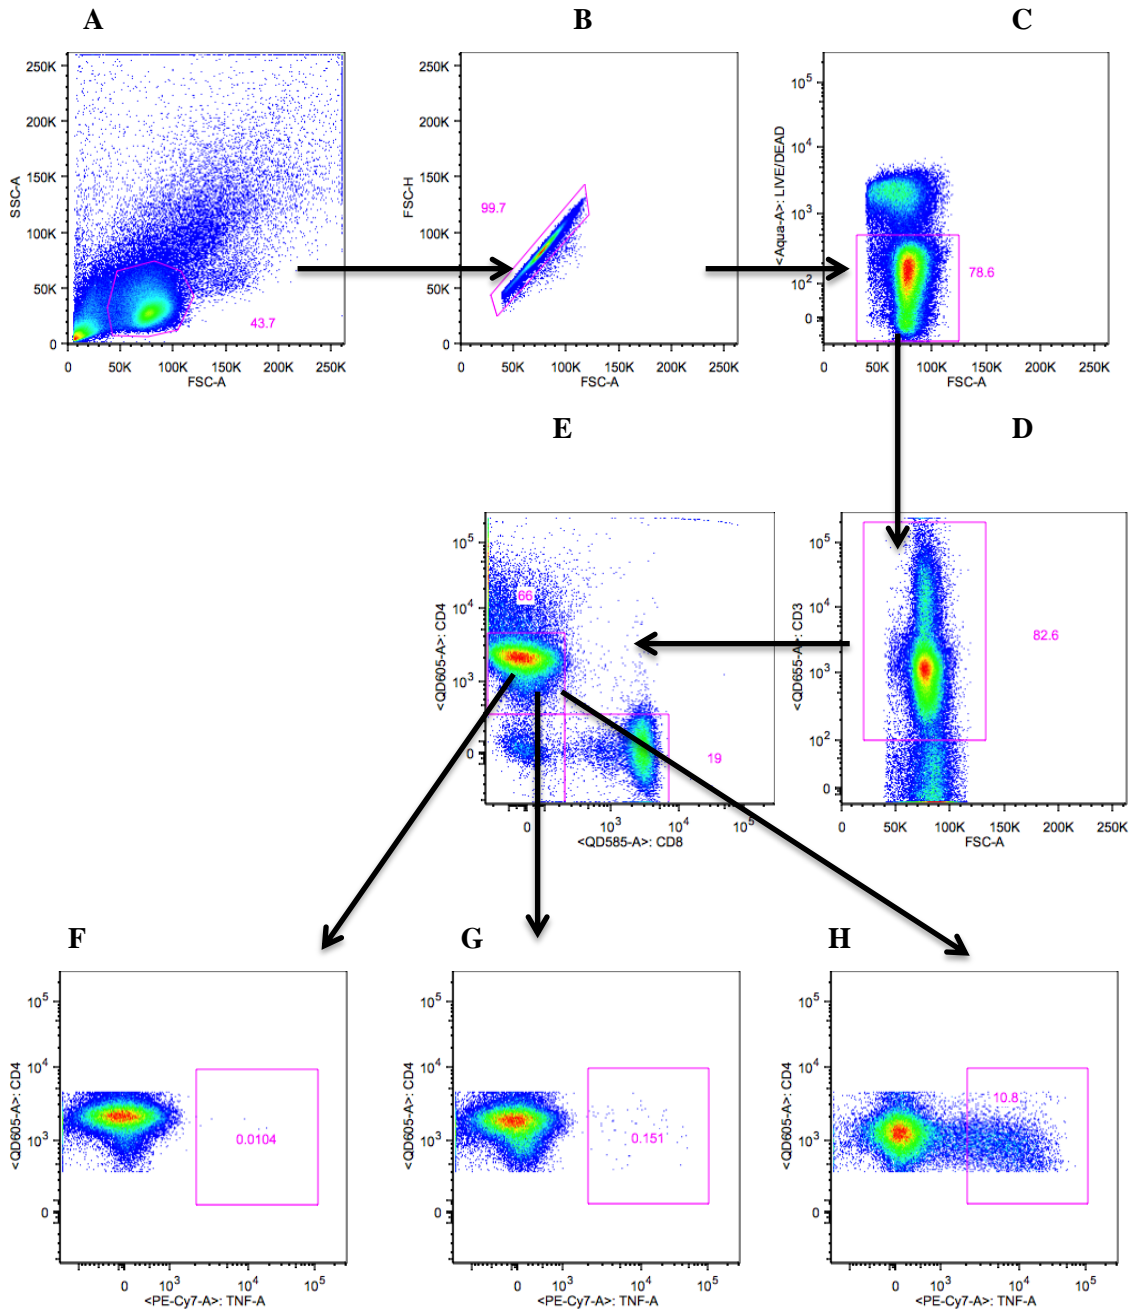 A
B
C
250K
200K
150K
100K
50K
0
SSC-A
43.7
0 50K 100K 150K 200K 250K
FSC-A
250K
200K
150K
100K
50K
0
FSC-H
99.7
0 50K 100K 150K 200K 250K
FSC-A
10^5
10^4
10^3
10^2
0
<Aqua-A>: LIVE/DEAD
78.6
0 50K 100K 150K 200K 250K
FSC-A
E
D
10^5
10^4
10^3
0
<QD605-A>: CD4
66
19
0 10^3 10^4 10^5
<QD585-A>: CD8
10^5
10^4
10^3
10^2
0
<QD655-A>: CD3
82.6
0 50K 100K 150K 200K 250K
FSC-A
F
G
H
10^5
10^4
10^3
0
<QD605-A>: CD4
0.0104
0 10^3 10^4 10^5
<PE-Cy7-A>: TNF-A
10^5
10^4
10^3
0
<QD605-A>: CD4
0.151
0 10^3 10^4 10^5
<PE-Cy7-A>: TNF-A
10^5
10^4
10^3
0
<QD605-A>: CD4
10.8
0 10^3 10^4 10^5
<PE-Cy7-A>: TNF-A